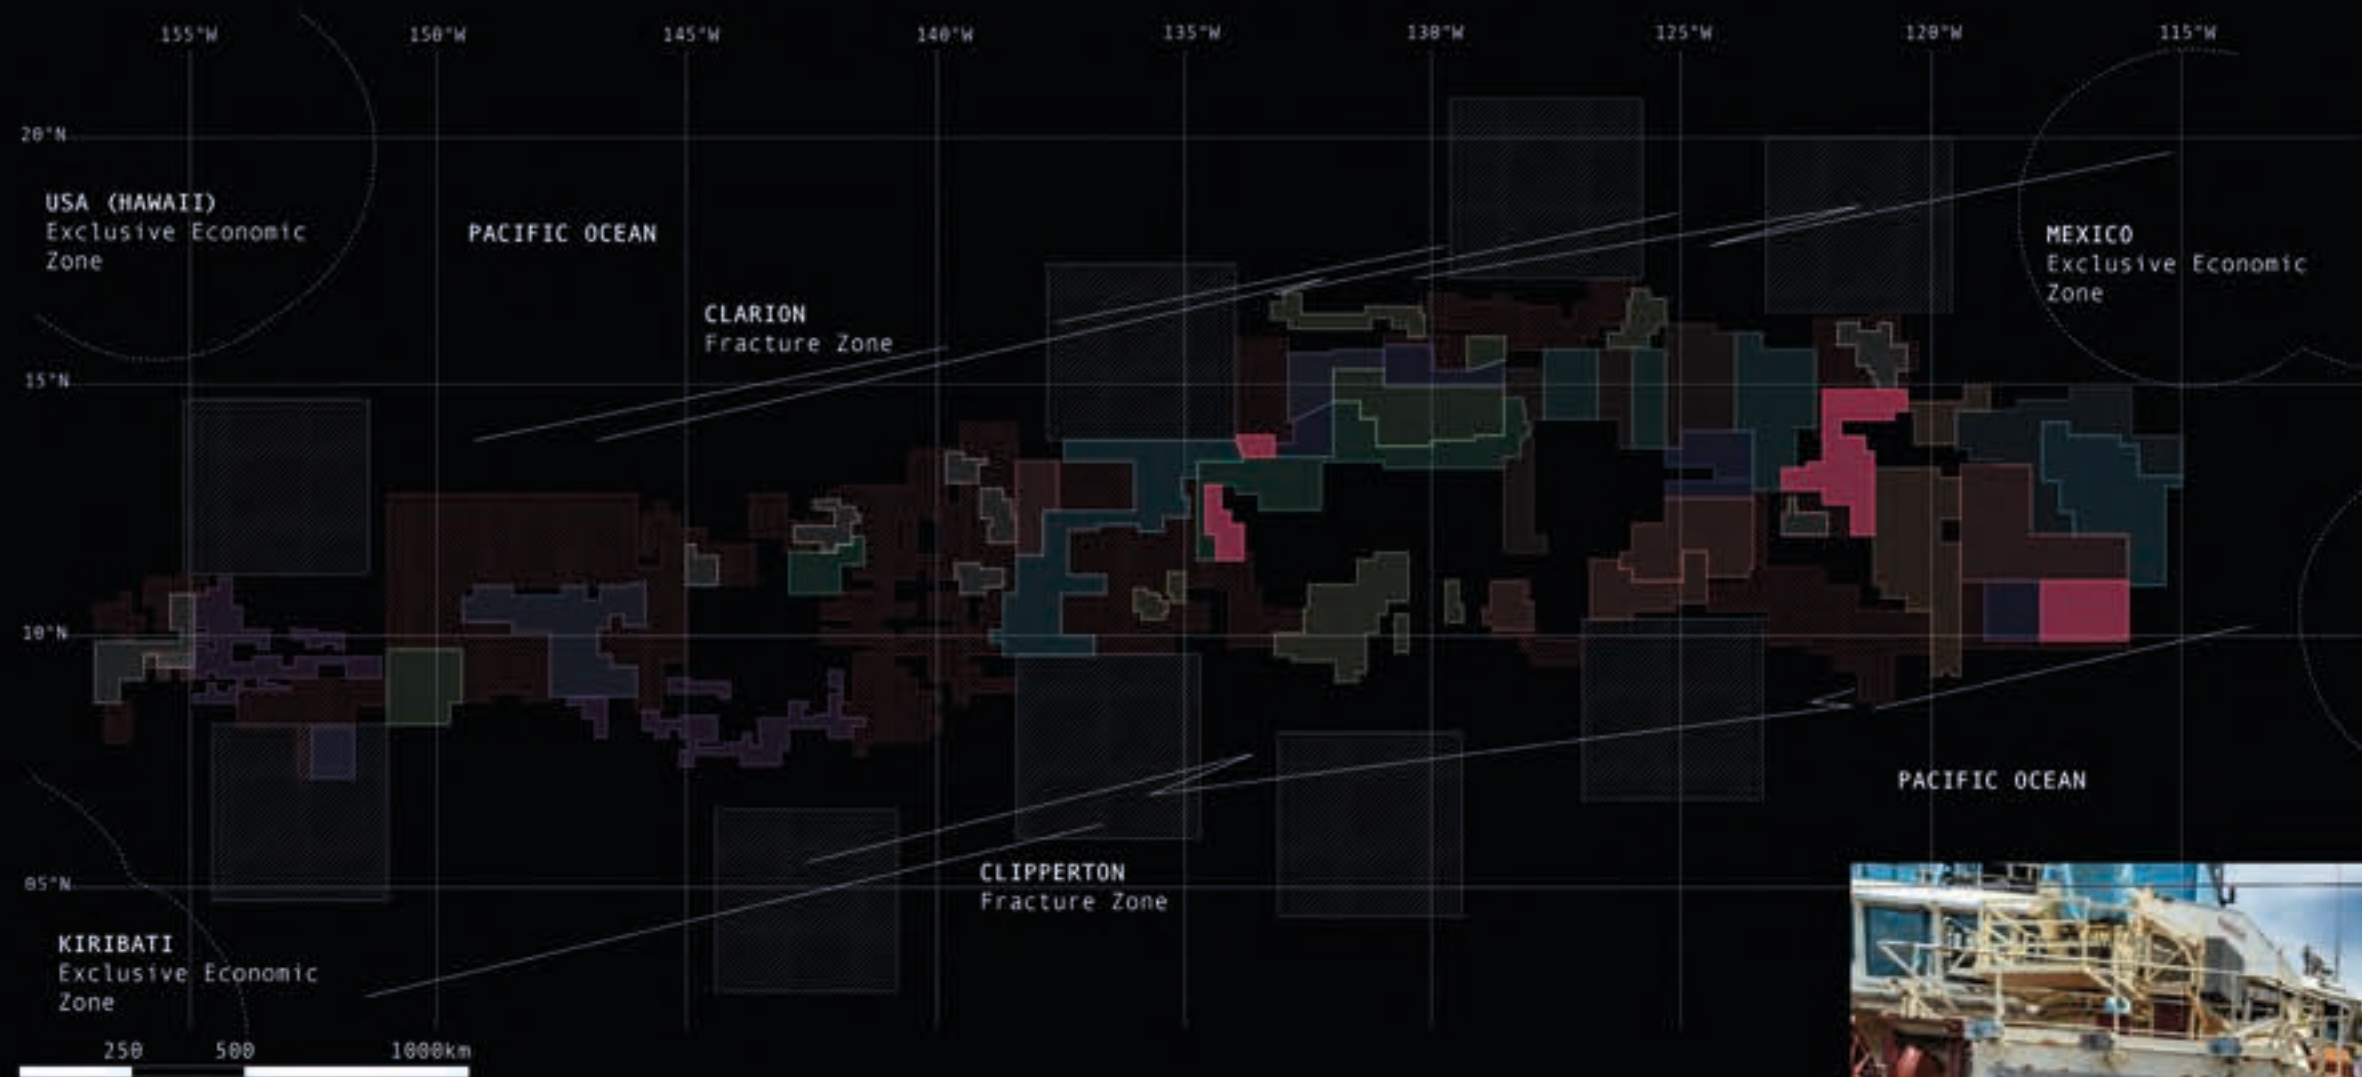 155°W 150°W 145°W 140°W 135°W 130°W 125°W 120°W 115°W
20°N
USA (HAWAII)
Exclusive Economic
Zone
PACIFIC OCEAN
MEXICO
Exclusive Economic
Zone
CLARION
Fracture Zone
15°N
10°N
PACIFIC OCEAN
CLIPPERTON
Fracture Zone
05°N
KIRIBATI
Exclusive Economic
Zone
250 500 1000km